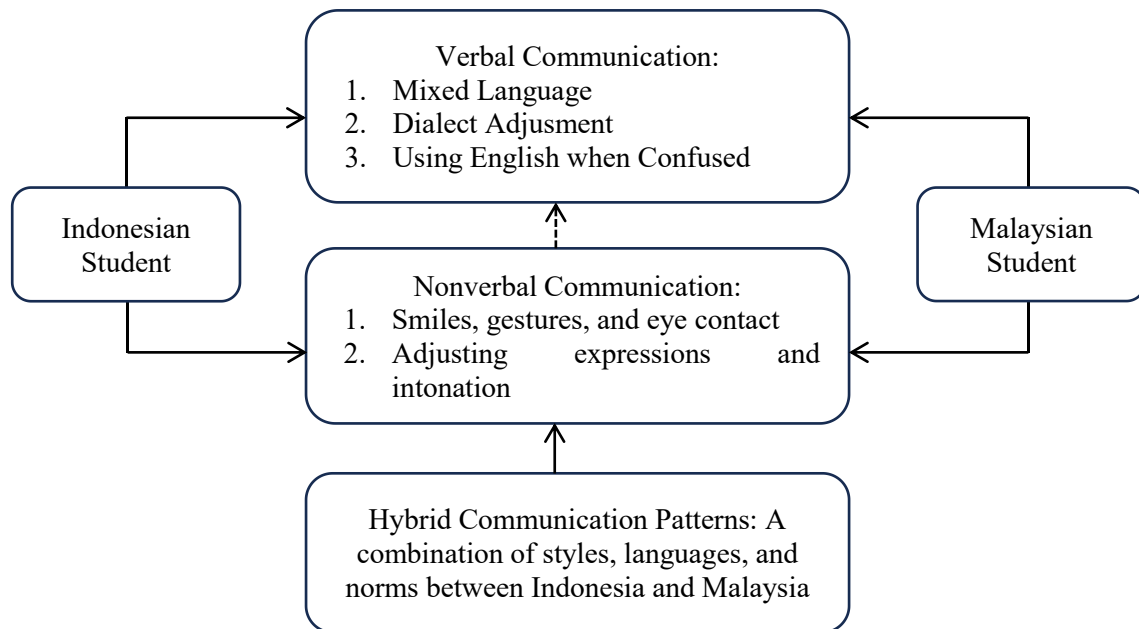 Verbal Communication:
1. Mixed Language
2. Dialect Adjusment
3. Using English when Confused
Indonesian
Student
Malaysian
Student
Nonverbal Communication:
1. Smiles, gestures, and eye contact
2. Adjusting expressions and
intonation
Hybrid Communication Patterns: A
combination of styles, languages, and
norms between Indonesia and Malaysia